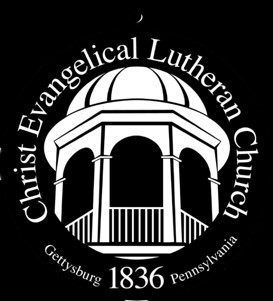 Christ Evangelical Lutheran Church
Gettysburg 1836 Pennsylvania